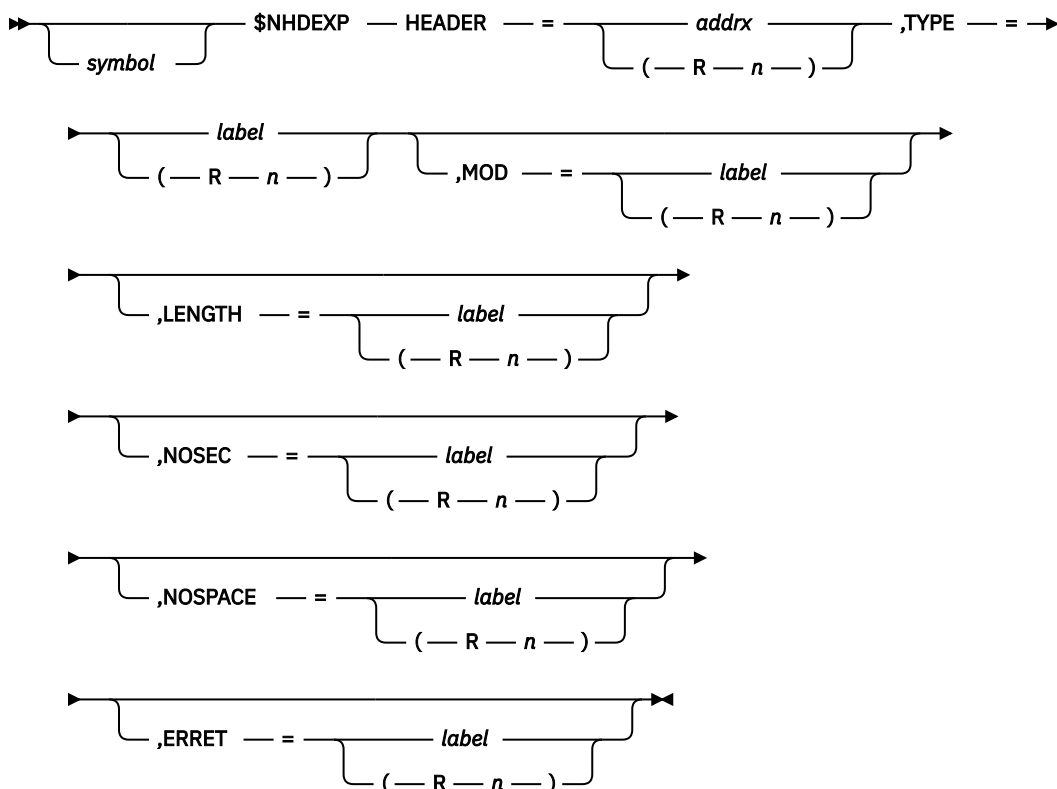 $NHDEXP HEADER = addrx ,TYPE =
symbol ( R n )
label
( R n ) ,MOD = label
( R n )
,LENGTH = label
( R n )
,NOSEC = label
( R n )
,NOSPACE = label
( R n )
,ERRET = label
( R n )